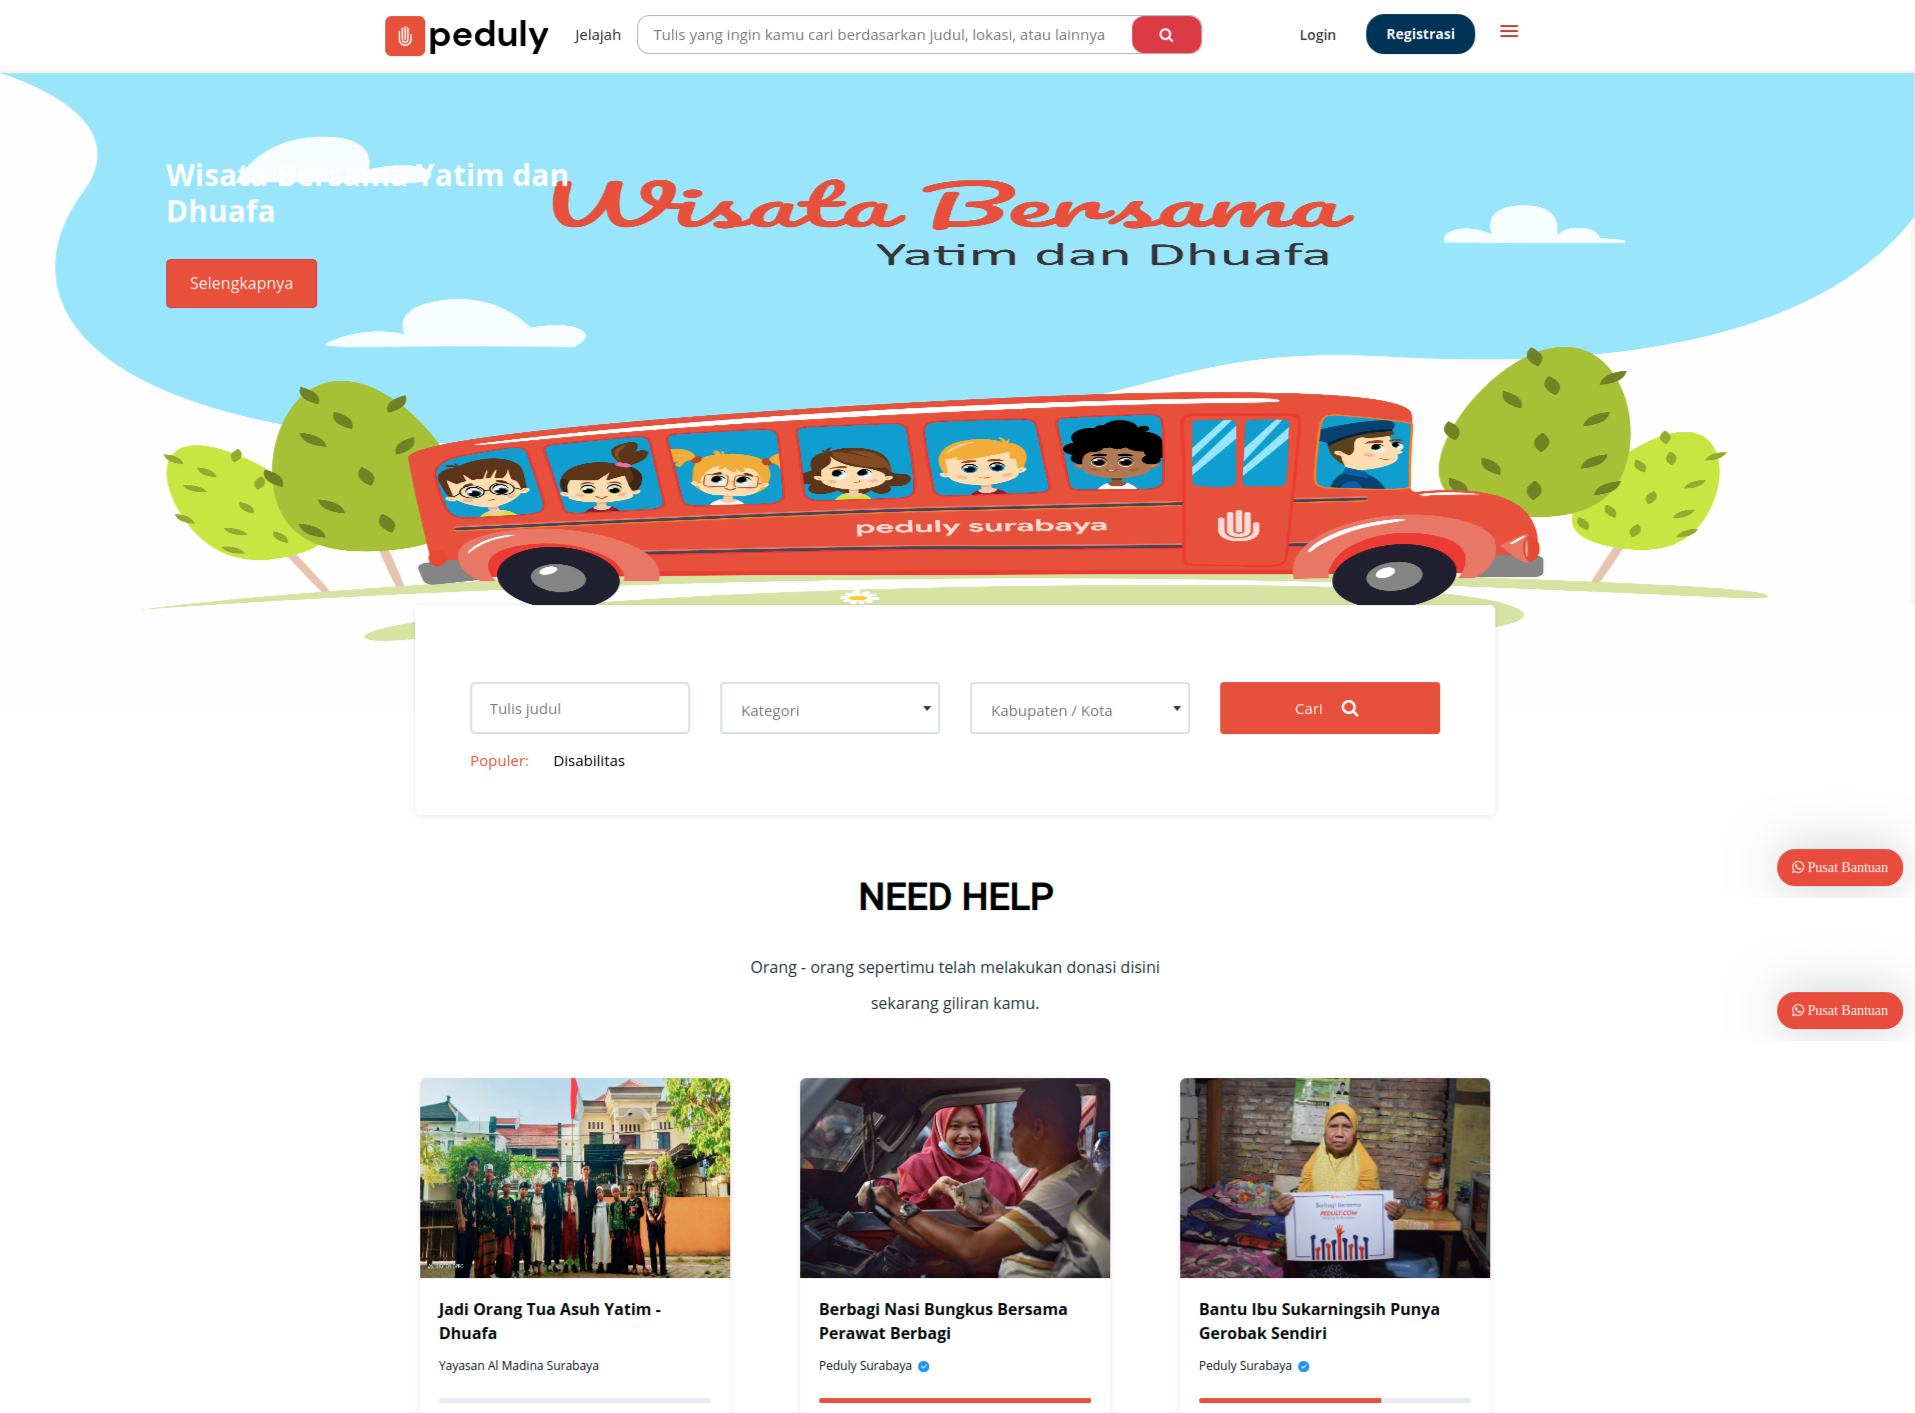 peduly
Jelajah
Tulis yang ingin kamu cari berdasarkan judul, lokasi, atau lainnya
Login
Registrasi
Wisata Bersama Yatim dan
Dhuafa
Selengkapnya
Wisata Bersama
Yatim dan Dhuafa
peduly surabaya
Tulis judul
Kategori
Kabupaten / Kota
Cari
Populer:
Disabilitas
Pusat Bantuan
NEED HELP
Orang - orang sepertimu telah melakukan donasi disini
sekarang giliran kamu.
Pusat Bantuan
Berbagi Bersama
PEDULY.COM
Jadi Orang Tua Asuh Yatim -
Dhuafa
Yayasan Al Madina Surabaya
Berbagi Nasi Bungkus Bersama
Perawat Berbagi
Peduly Surabaya
Bantu Ibu Sukarningsih Punya
Gerobak Sendiri
Peduly Surabaya